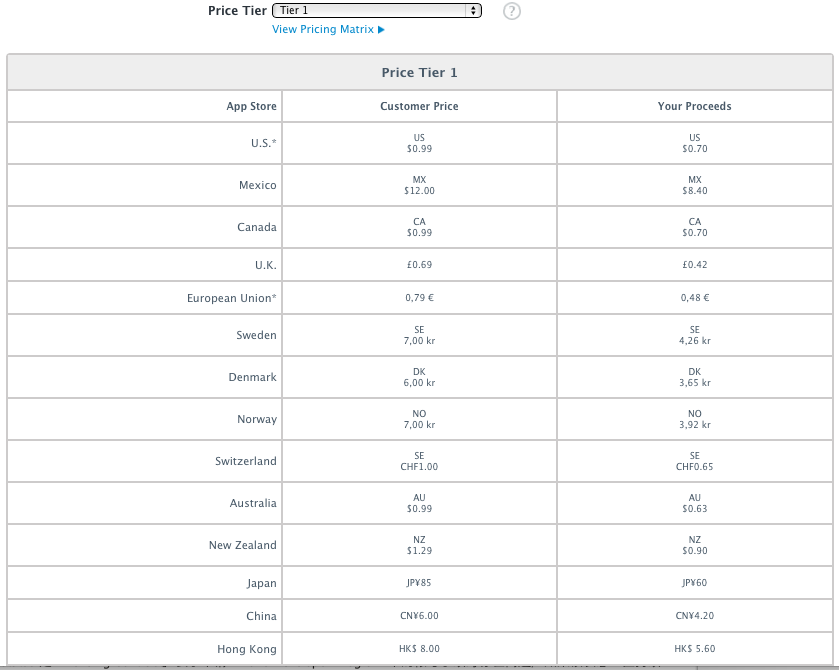 Price Tier Tier 1 ?
View Pricing Matrix ▶
Price Tier 1
App Store Customer Price Your Proceeds
U.S.* US US
$0.99 $0.70
Mexico MX MX
$12.00 $8.40
Canada CA CA
$0.99 $0.70
U.K. £0.69 £0.42
European Union* 0,79 € 0,48 €
Sweden SE SE
7,00 kr 4,26 kr
Denmark DK DK
6,00 kr 3,65 kr
Norway NO NO
7,00 kr 3,92 kr
Switzerland SE SE
CHF1.00 CHF0.65
Australia AU AU
$0.99 $0.63
New Zealand NZ NZ
$1.29 $0.90
Japan JP¥85 JP¥60
China CN¥6.00 CN¥4.20
Hong Kong HK$ 8.00 HK$ 5.60